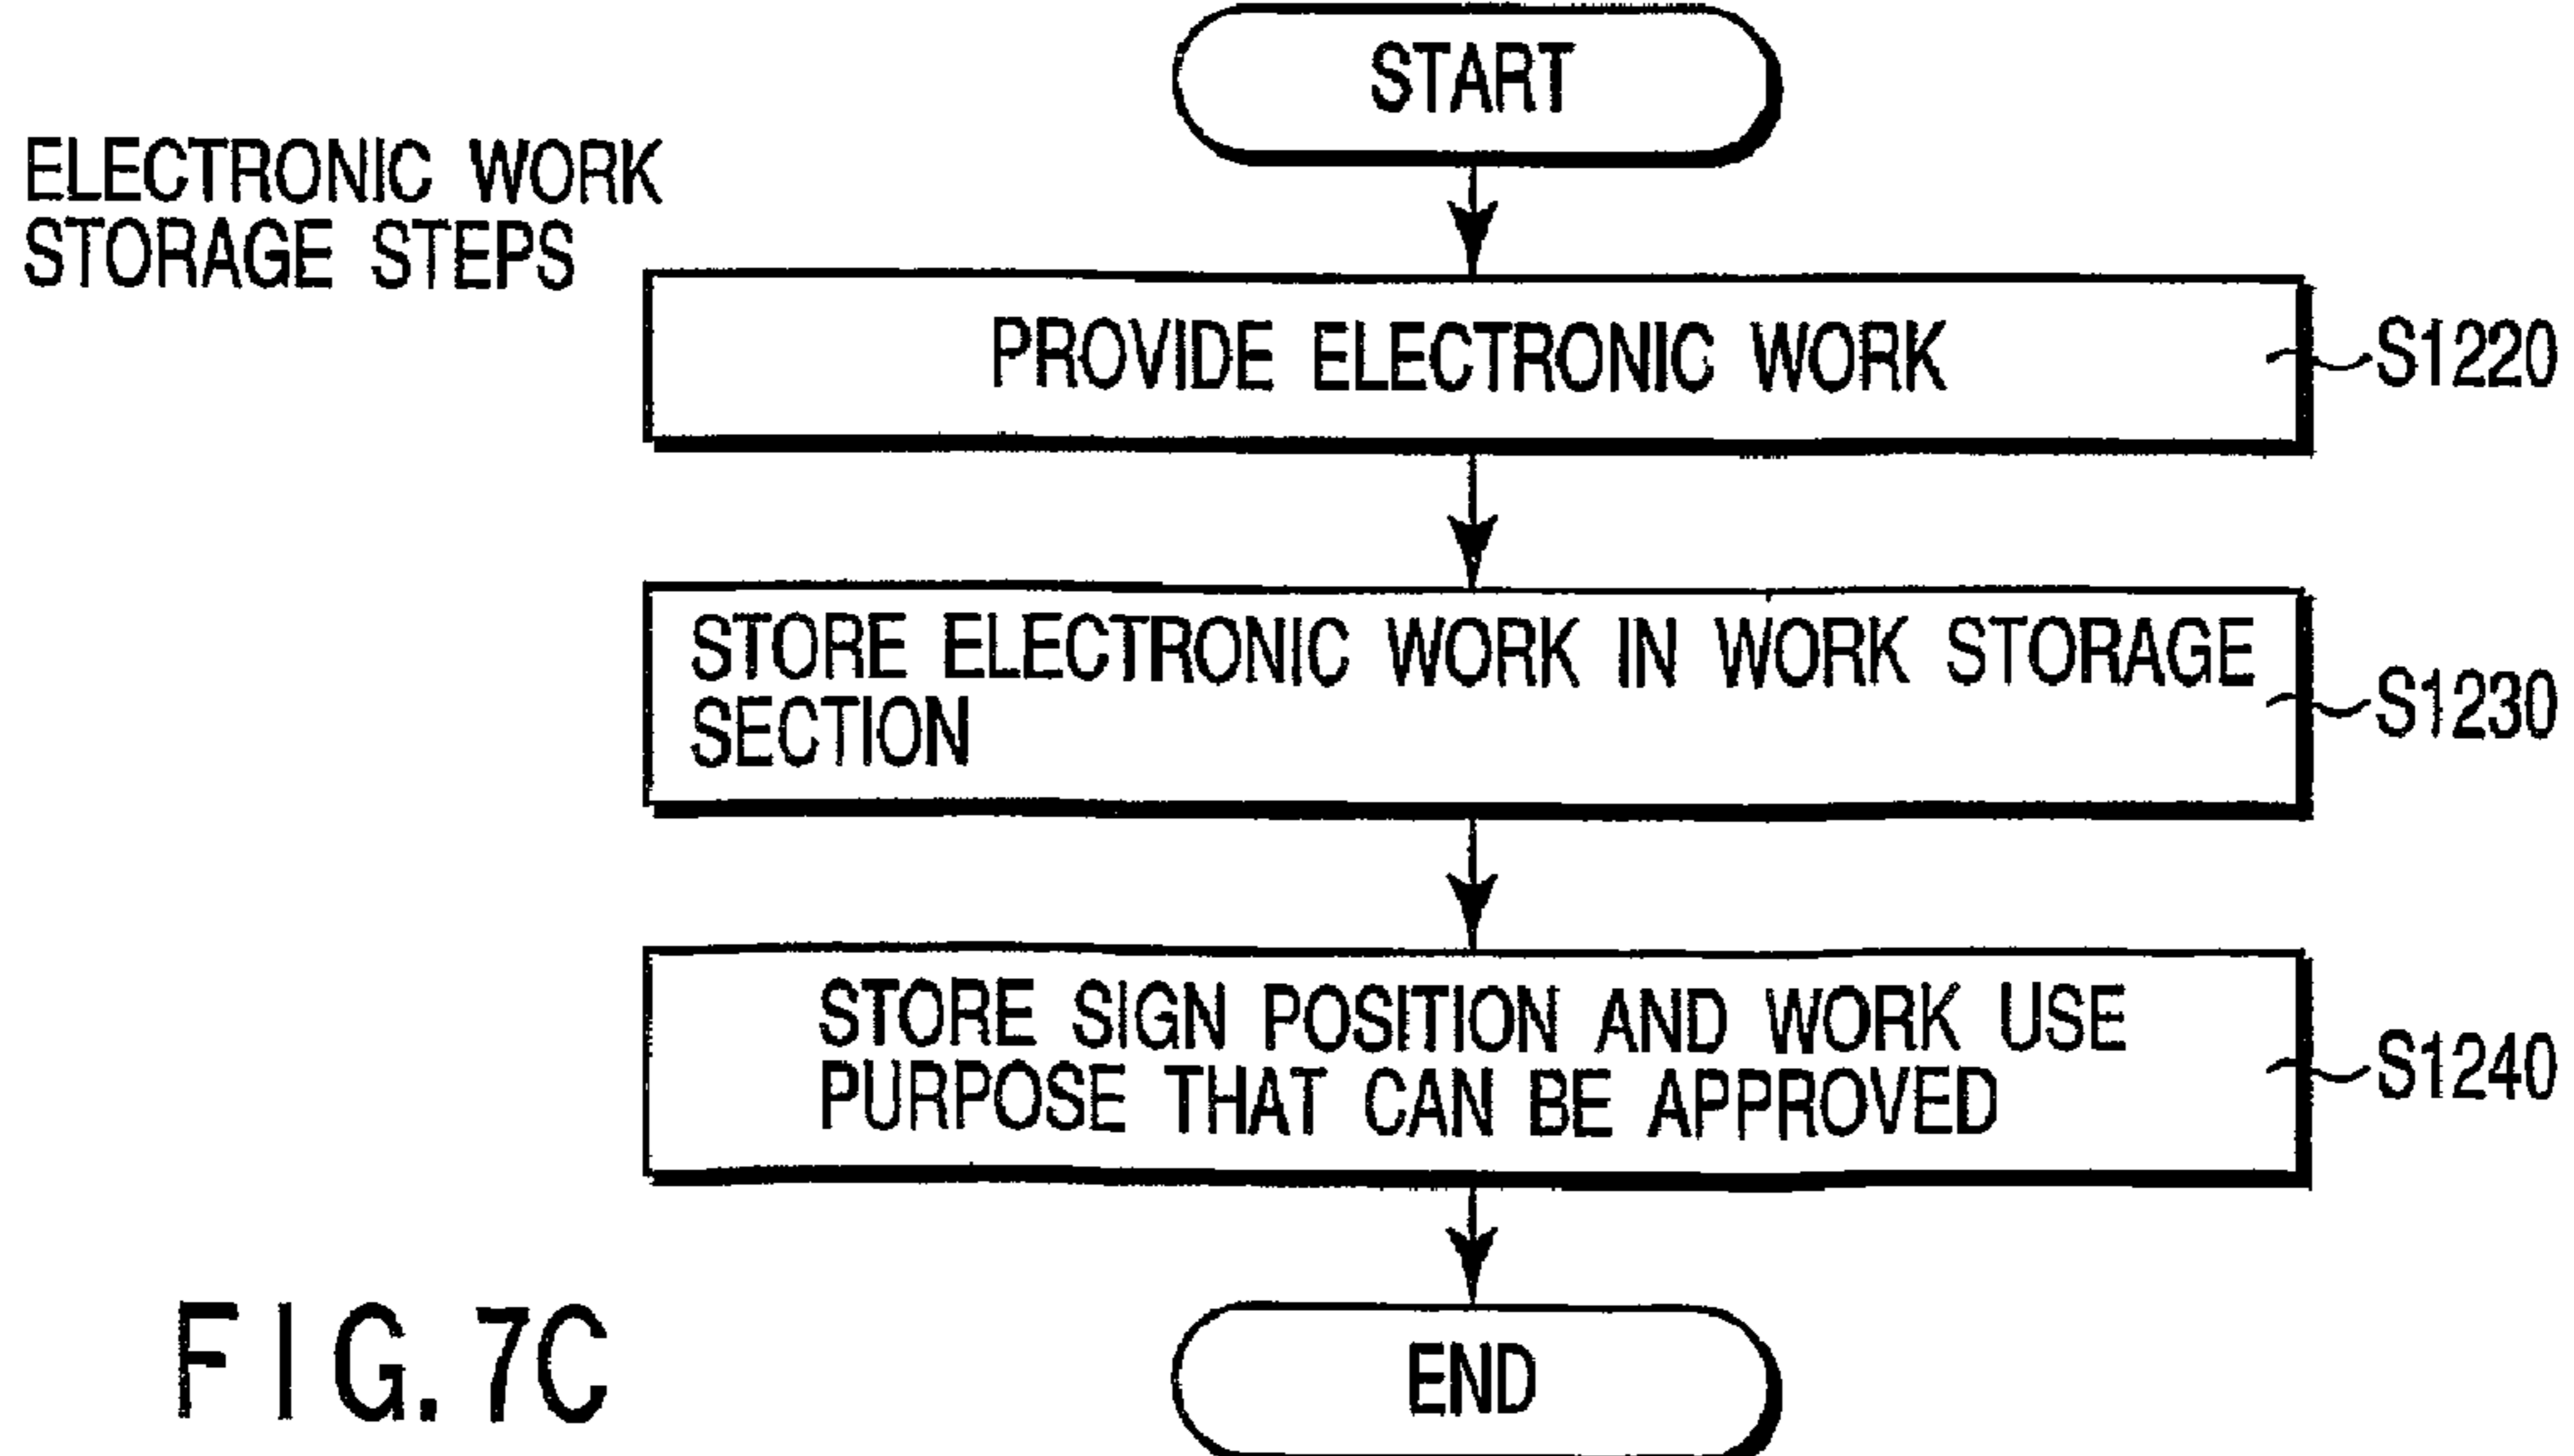 START
ELECTRONIC WORK
STORAGE STEPS
PROVIDE ELECTRONIC WORK
S1220
STORE ELECTRONIC WORK IN WORK STORAGE
SECTION
S1230
STORE SIGN POSITION AND WORK USE
PURPOSE THAT CAN BE APPROVED
S1240
END
FIG. 7C